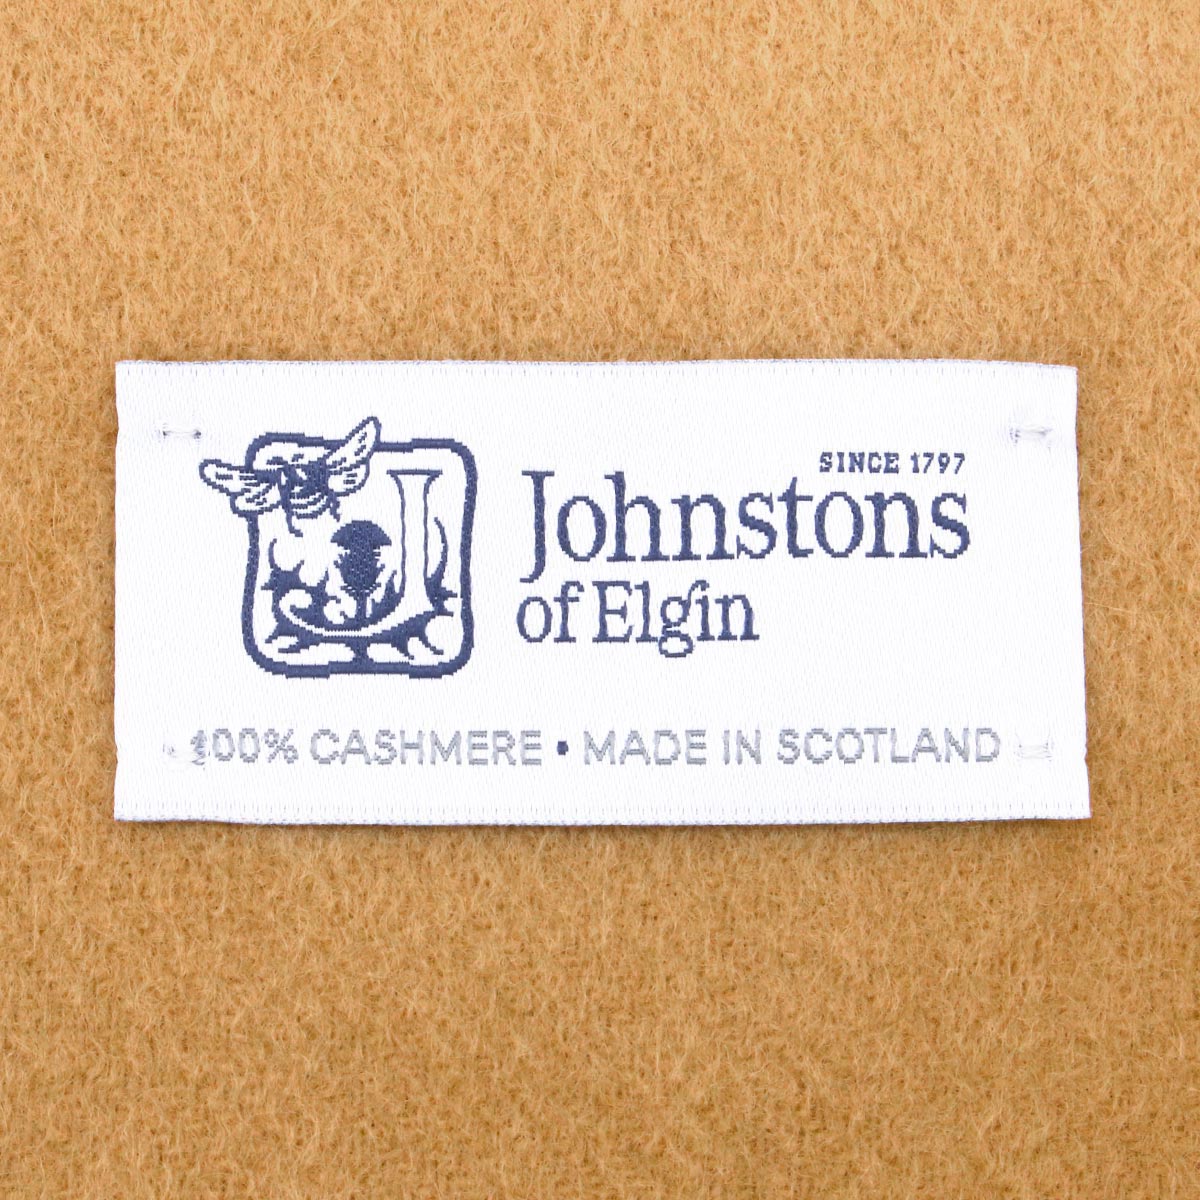 SINCE 1797
Johnstons
of Elgin
100% CASHMERE • MADE IN SCOTLAND